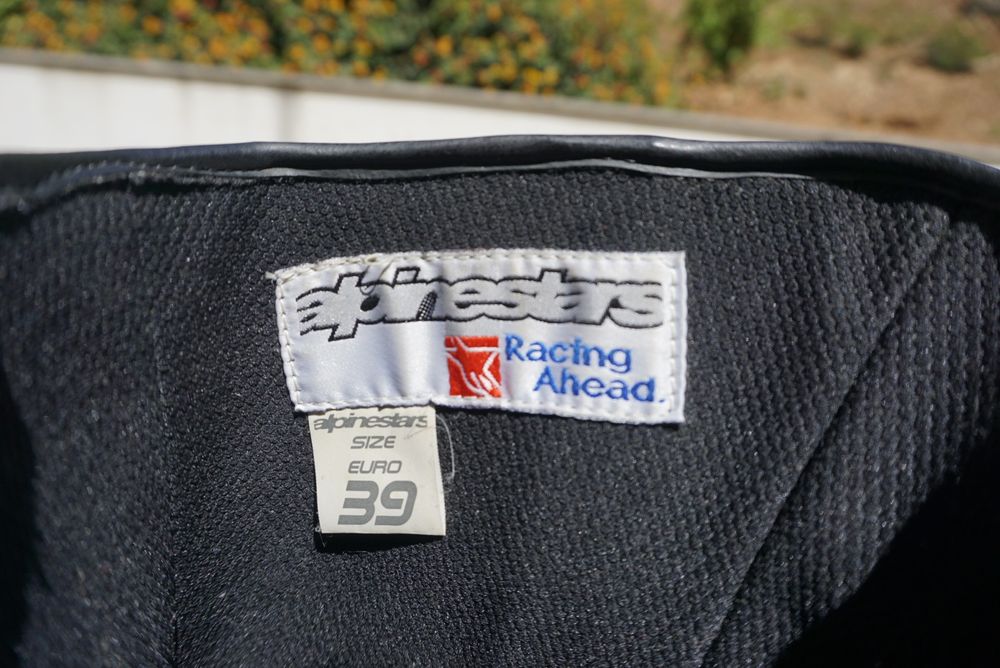 alpinestars
Racing
Ahead.
alpinestars
SIZE
EURO
39